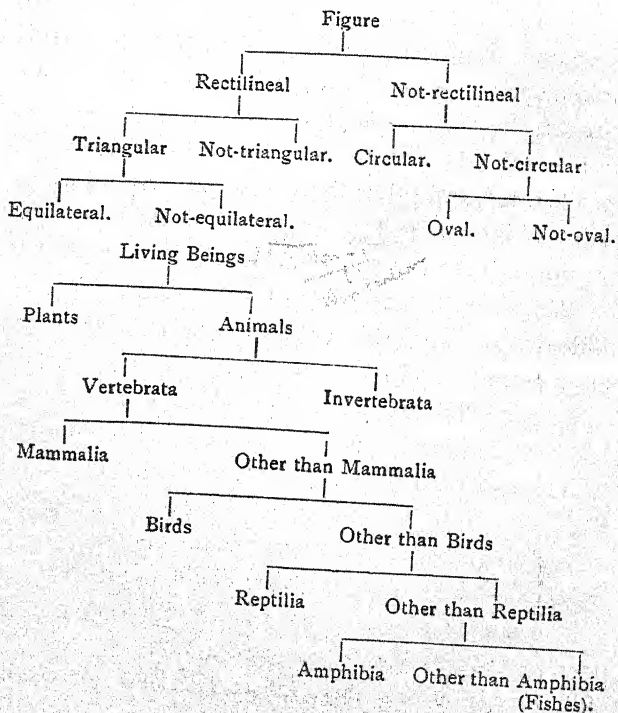 Figure
Rectilineal Not-rectilineal
Triangular Not-triangular. Circular. Not-circular
Equilateral. Not-equilateral. Oval. Not-oval.
Living Beings
Plants Animals
Vertebrata Invertebrata
Mammalia Other than Mammalia
Birds Other than Birds
Reptilia Other than Reptilia
Amphibia Other than Amphibia
(Fishes).